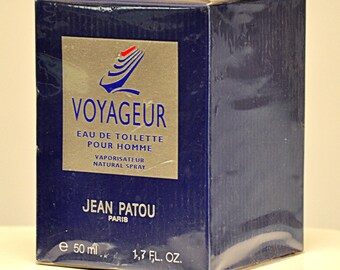 VOYAGEUR
EAU DE TOILETTE
POUR HOMME
VAPORISATEUR
NATURAL SPRAY
JEAN PATOU
PARIS
e 50 ml 1,7 FL. OZ.